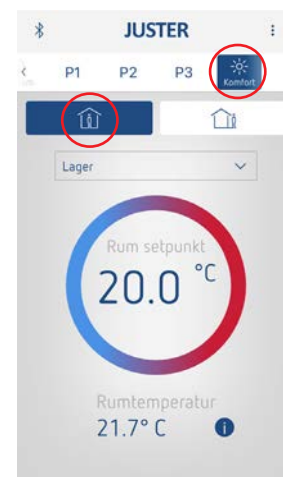 JUSTER
P1 P2 P3 Komfort
Lager
Rum setpunkt
20.0 °C
Rumtemperatur
21.7° C